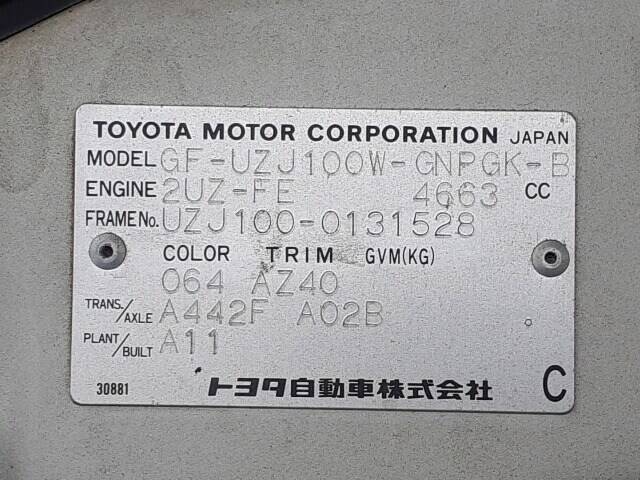 TOYOTA MOTOR CORPORATION JAPAN
MODEL GF-UZJ100W-GNPGK-B
ENGINE 2UZ-FE 4663 CC
FRAME No. UZJ100-0131528
COLOR TRIM GVM(KG)
064 AZ40
TRANS./AXLE A442F A02B
PLANT/BUILT A11
30881 トヨタ自動車株式会社 C